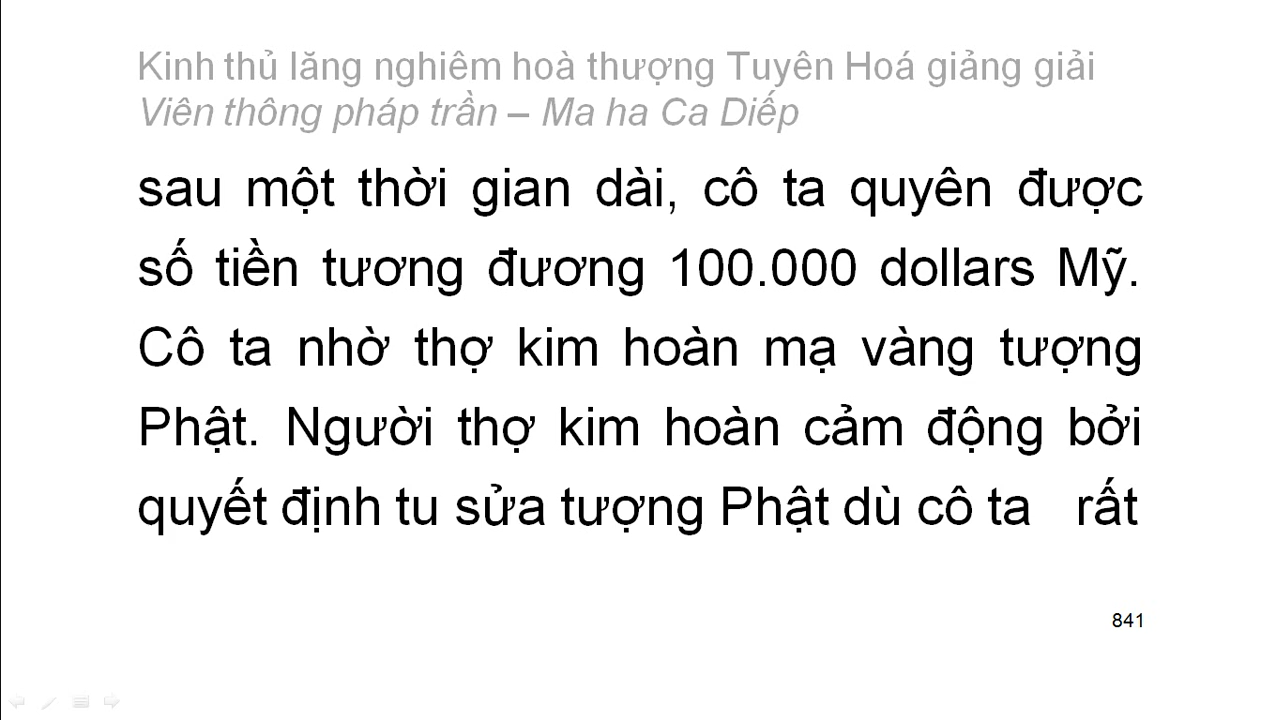 Kinh thủ lăng nghiêm hoà thượng Tuyên Hoá giảng giải
Viên thông pháp trần – Ma ha Ca Diếp
sau một thời gian dài, cô ta quyên được
số tiền tương đương 100.000 dollars Mỹ.
Cô ta nhờ thợ kim hoàn mạ vàng tượng
Phật. Người thợ kim hoàn cảm động bởi
quyết định tu sửa tượng Phật dù cô ta rất
841